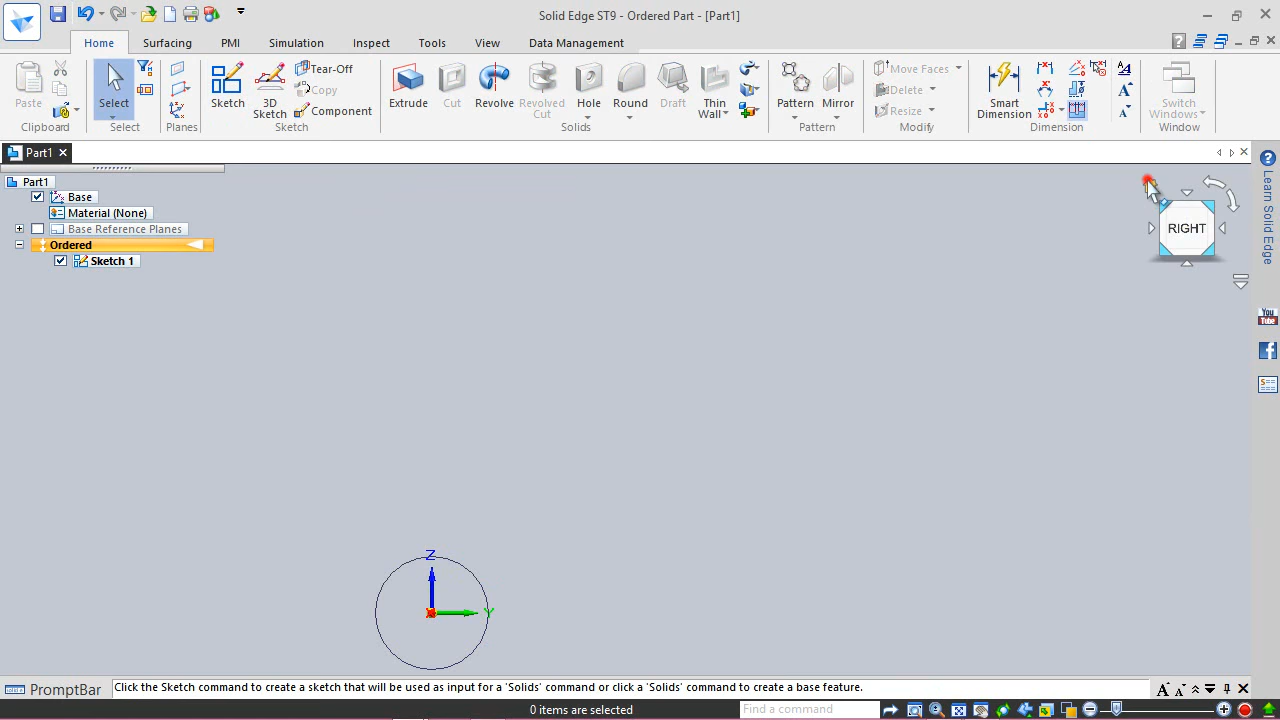 Solid Edge ST9 - Ordered Part - [Part1]
Home Surfacing PMI Simulation Inspect Tools View Data Management
Paste
Clipboard
Select
Select
Planes
Sketch
3D Sketch
Tear-Off
Copy
Component
Sketch
Extrude
Cut
Revolve
Revolved Cut
Hole
Round
Draft
Thin Wall
Solids
Pattern
Mirror
Pattern
Move Faces
Delete
Resize
Modify
Smart Dimension
Dimension
Switch Windows
Window
Part1
Part1
Base
Material (None)
Base Reference Planes
Ordered
Sketch 1
RIGHT
Learn Solid Edge
You Tube
Z
Y
PromptBar
Click the Sketch command to create a sketch that will be used as input for a 'Solids' command or click a 'Solids' command to create a base feature.
0 items are selected
Find a command